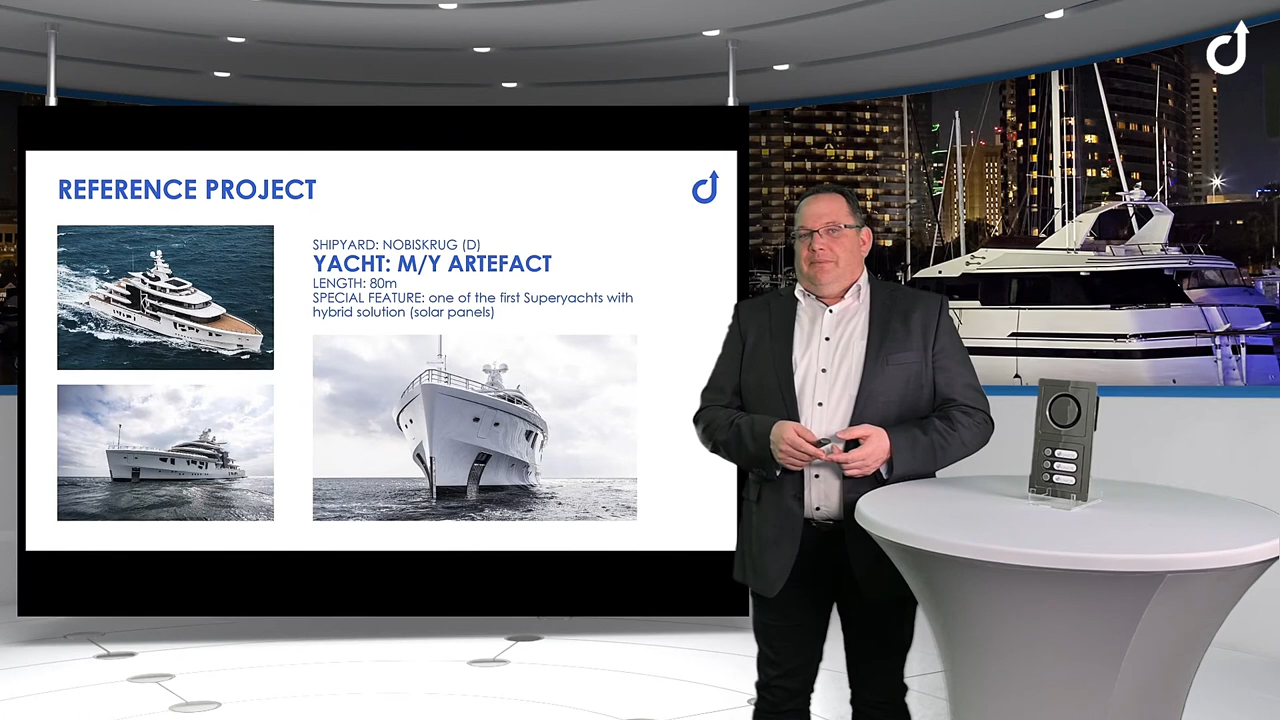 REFERENCE PROJECT
SHIPYARD: NOBISKRUG (D)
YACHT: M/Y ARTEFACT
LENGTH: 80m
SPECIAL FEATURE: one of the first Superyachts with
hybrid solution (solar panels)